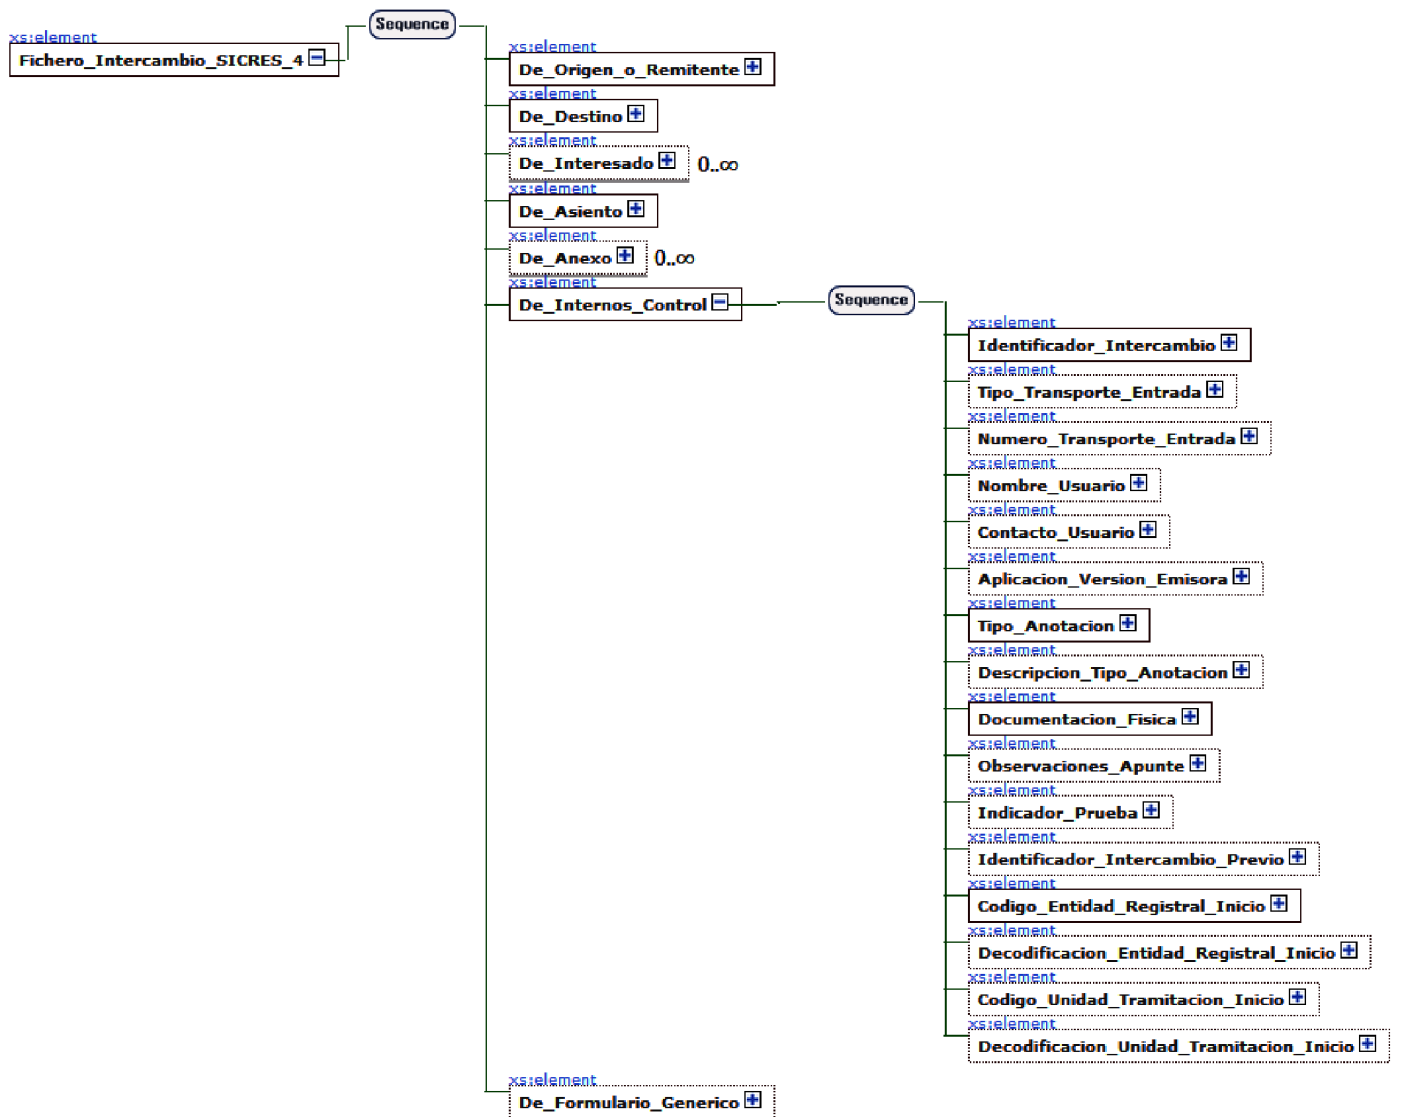 Sequence
xs:element
Fichero_Intercambio_SICRES_4
xs:element
De_Origen_o_Remitente
xs:element
De_Destino
xs:element
De_Interesado 0..∞
xs:element
De_Asiento
xs:element
De_Anexo 0..∞
xs:element
De_Internos_Control
Sequence
xs:element
Identificador_Intercambio
xs:element
Tipo_Transporte_Entrada
xs:element
Numero_Transporte_Entrada
xs:element
Nombre_Usuario
xs:element
Contacto_Usuario
xs:element
Aplicacion_Version_Emisora
xs:element
Tipo_Anotacion
xs:element
Descripcion_Tipo_Anotacion
xs:element
Documentacion_Fisica
xs:element
Observaciones_Apunte
xs:element
Indicador_Prueba
xs:element
Identificador_Intercambio_Previo
xs:element
Codigo_Entidad_Registral_Inicio
xs:element
Decodificacion_Entidad_Registral_Inicio
xs:element
Codigo_Unidad_Tramitacion_Inicio
xs:element
Decodificacion_Unidad_Tramitacion_Inicio
xs:element
De_Formulario_Generico